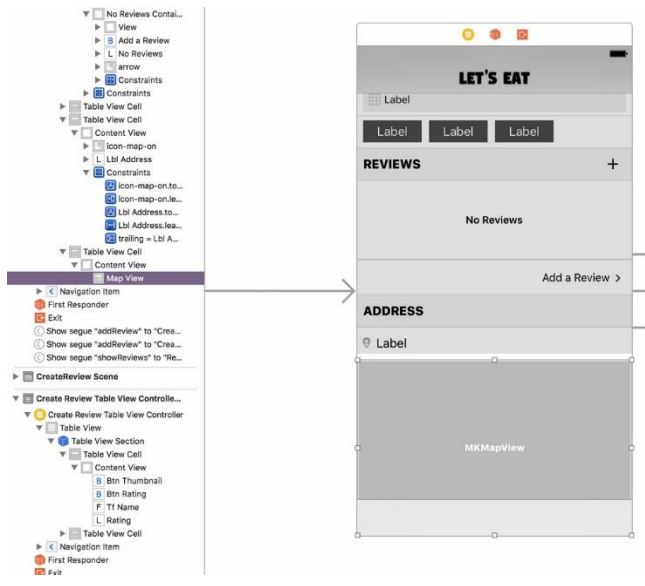 No Reviews Contai...
View
B Add a Review
L No Reviews
arrow
Constraints
Constraints
Table View Cell
Table View Cell
Content View
icon-map-on
L Lbl Address
Constraints
icon-map-on.to...
icon-map-on.le...
Lbl Address.to...
Lbl Address.lea...
trailing = Lbl A...
Table View Cell
Content View
Map View
Navigation Item
First Responder
Exit
Show segue "addReview" to "Crea...
Show segue "addReview" to "Crea...
Show segue "showReviews" to "Re...
CreateReview Scene
Create Review Table View Controlle...
Create Review Table View Controller
Table View
Table View Section
Table View Cell
Content View
B Btn Thumbnail
B Btn Rating
F Tf Name
L Rating
Table View Cell
Navigation Item
First Responder
Exit
LET'S EAT
Label
Label Label Label
REVIEWS +
No Reviews
Add a Review >
ADDRESS
Label
MKMapView